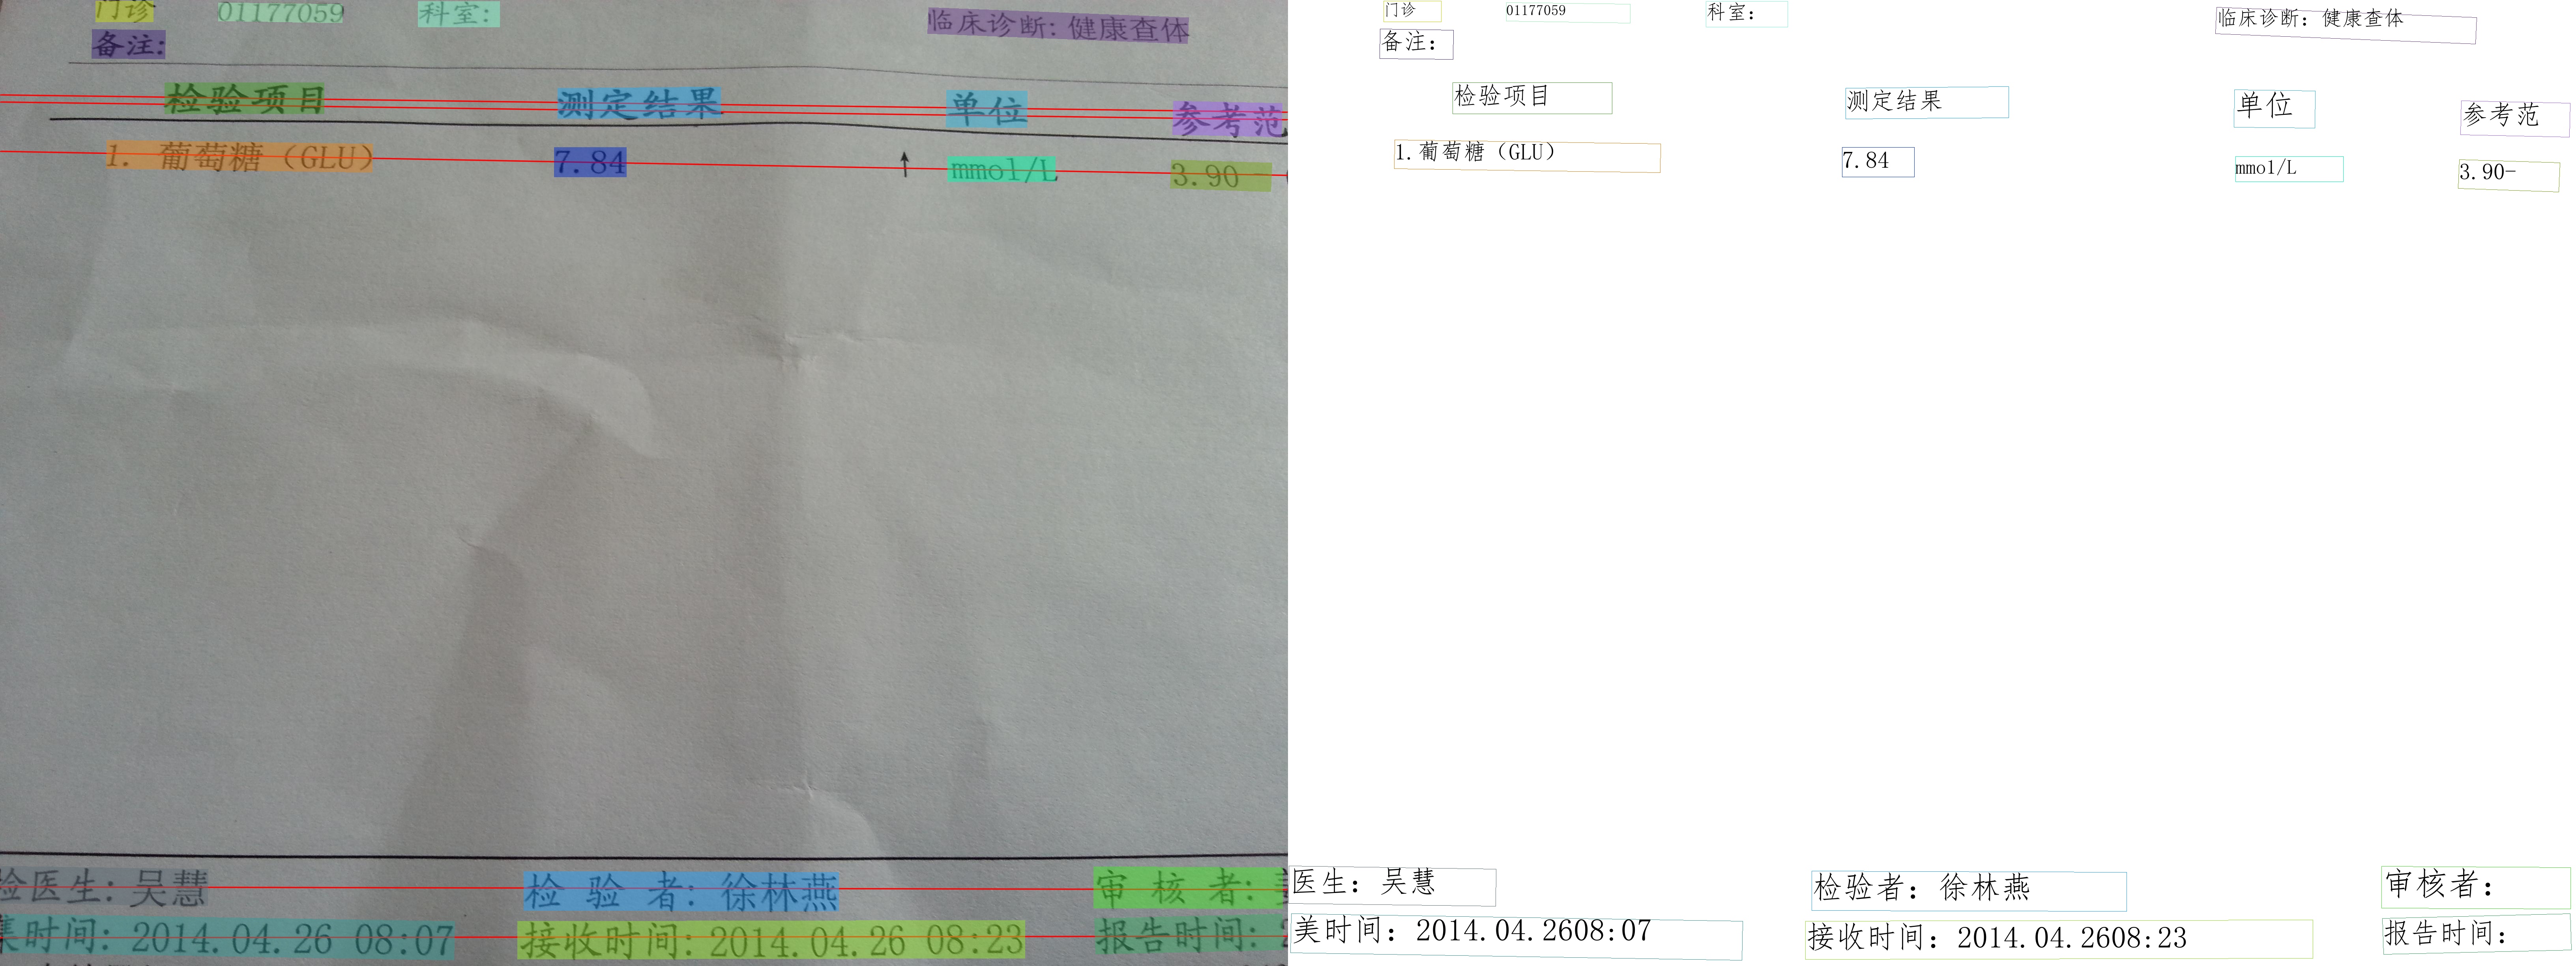 门诊 01177059 科室: 临床诊断: 健康查体
备注:
检验项目 测定结果 单位 参考范
1. 葡萄糖（GLU） 7.84 ↑ mmol/L 3.90 -
检医生: 吴慧 检 验 者: 徐林燕 审 核 者:
集时间: 2014.04.26 08:07 接收时间: 2014.04.26 08:23 报告时间:
门诊 01177059 科室： 临床诊断：健康查体
备注：
检验项目 测定结果 单位 参考范
1.葡萄糖（GLU） 7.84 mmo1/L 3.90-
医生：吴慧 检验者：徐林燕 审核者：
美时间：2014.04.2608:07 接收时间：2014.04.2608:23 报告时间：